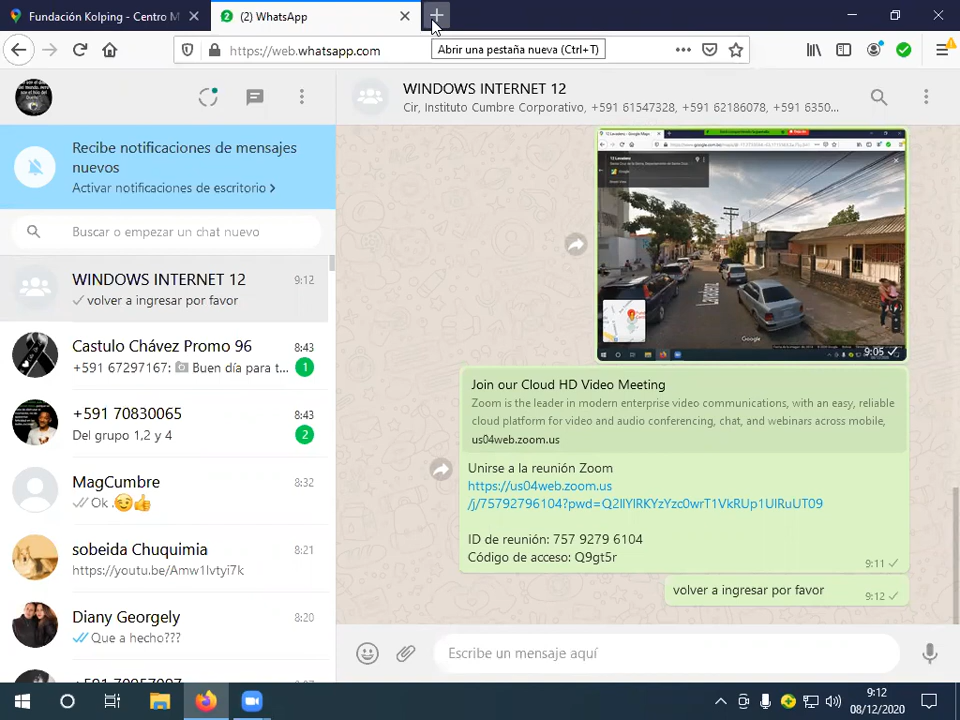 Fundación Kolping - Centro M
(2) WhatsApp
https://web.whatsapp.com
Abrir una pestaña nueva (Ctrl+T)
WINDOWS INTERNET 12
Cir, Instituto Cumbre Corporativo, +591 61547328, +591 62186078, +591 6350...
Recibe notificaciones de mensajes
nuevos
Activar notificaciones de escritorio >
Buscar o empezar un chat nuevo
WINDOWS INTERNET 12 9:12
volver a ingresar por favor
Castulo Chávez Promo 96 8:43
+591 67297167: Buen día para t... 1
+591 70830065 8:43
Del grupo 1,2 y 4 2
MagCumbre 8:32
Ok .
sobeida Chuquimia 8:21
https://youtu.be/Amw1lvtyi7k
Diany Georgely 8:20
Que a hecho???
Lavadenz
Google
9:05
Join our Cloud HD Video Meeting
Zoom is the leader in modern enterprise video communications, with an easy, reliable
cloud platform for video and audio conferencing, chat, and webinars across mobile,
us04web.zoom.us
Unirse a la reunión Zoom
https://us04web.zoom.us
/j/75792796104?pwd=Q2lIYlRKYzYzc0wrT1VkRUp1UlRuUT09
ID de reunión: 757 9279 6104
Código de acceso: Q9gt5r
9:11
volver a ingresar por favor 9:12
Escribe un mensaje aquí
9:12
08/12/2020